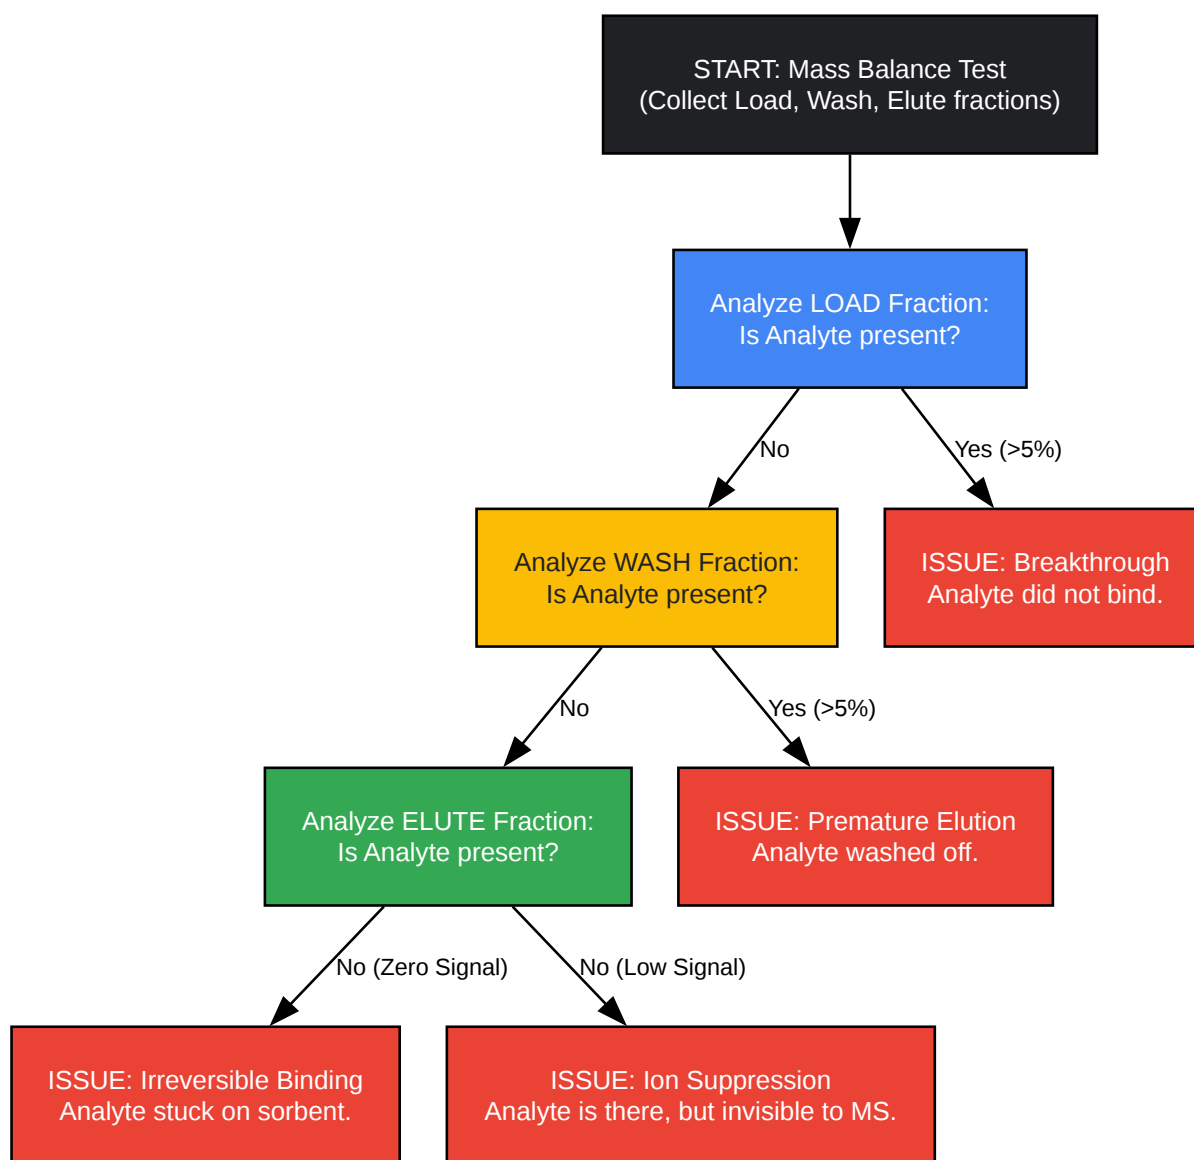 START: Mass Balance Test
(Collect Load, Wash, Elute fractions)
Analyze LOAD Fraction:
Is Analyte present?
No
Yes (>5%)
Analyze WASH Fraction:
Is Analyte present?
ISSUE: Breakthrough
Analyte did not bind.
No
Yes (>5%)
Analyze ELUTE Fraction:
Is Analyte present?
ISSUE: Premature Elution
Analyte washed off.
No (Zero Signal)
No (Low Signal)
ISSUE: Irreversible Binding
Analyte stuck on sorbent.
ISSUE: Ion Suppression
Analyte is there, but invisible to MS.